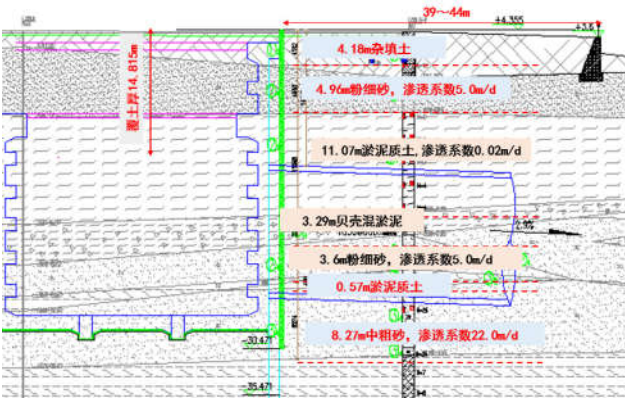 39～44m
+4.355
+3.6
4.18m杂填土
覆土厚14.815m
4.96m粉细砂，渗透系数5.0m/d
11.07m淤泥质土,渗透系数0.02m/d
3.29m贝壳混淤泥
3.6m粉细砂，渗透系数5.0m/d
0.57m淤泥质土
8.27m中粗砂，渗透系数22.0m/d
-30.471
-35.471